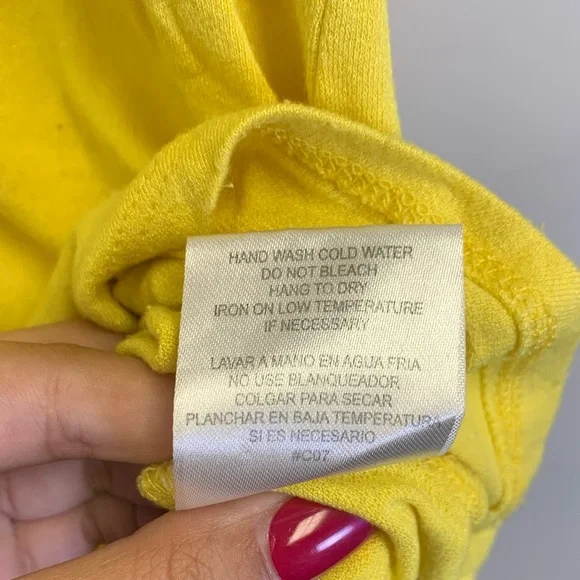 HAND WASH COLD WATER
DO NOT BLEACH
HANG TO DRY
IRON ON LOW TEMPERATURE
IF NECESSARY
LAVAR A MANO EN AGUA FRIA
NO USE BLANQUEADOR
COLGAR PARA SECAR
PLANCHAR EN BAJA TEMPERATURA
SI ES NECESARIO
#C07